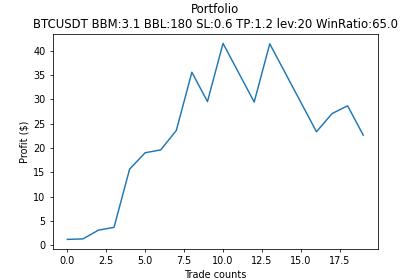 Portfolio
BTCUSDT BBM:3.1 BBL:180 SL:0.6 TP:1.2 lev:20 WinRatio:65.0
40
35
30
25
20
15
10
5
0
Profit ($)
0.0 2.5 5.0 7.5 10.0 12.5 15.0 17.5
Trade counts